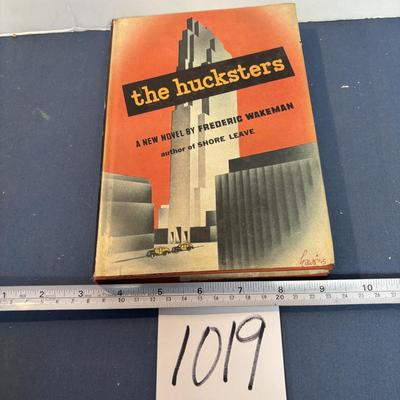 the hucksters
A NEW NOVEL BY FREDERIC WAKEMAN
author of SHORE LEAVE
1 2 3 4 5 6 7 8 9 10
1019